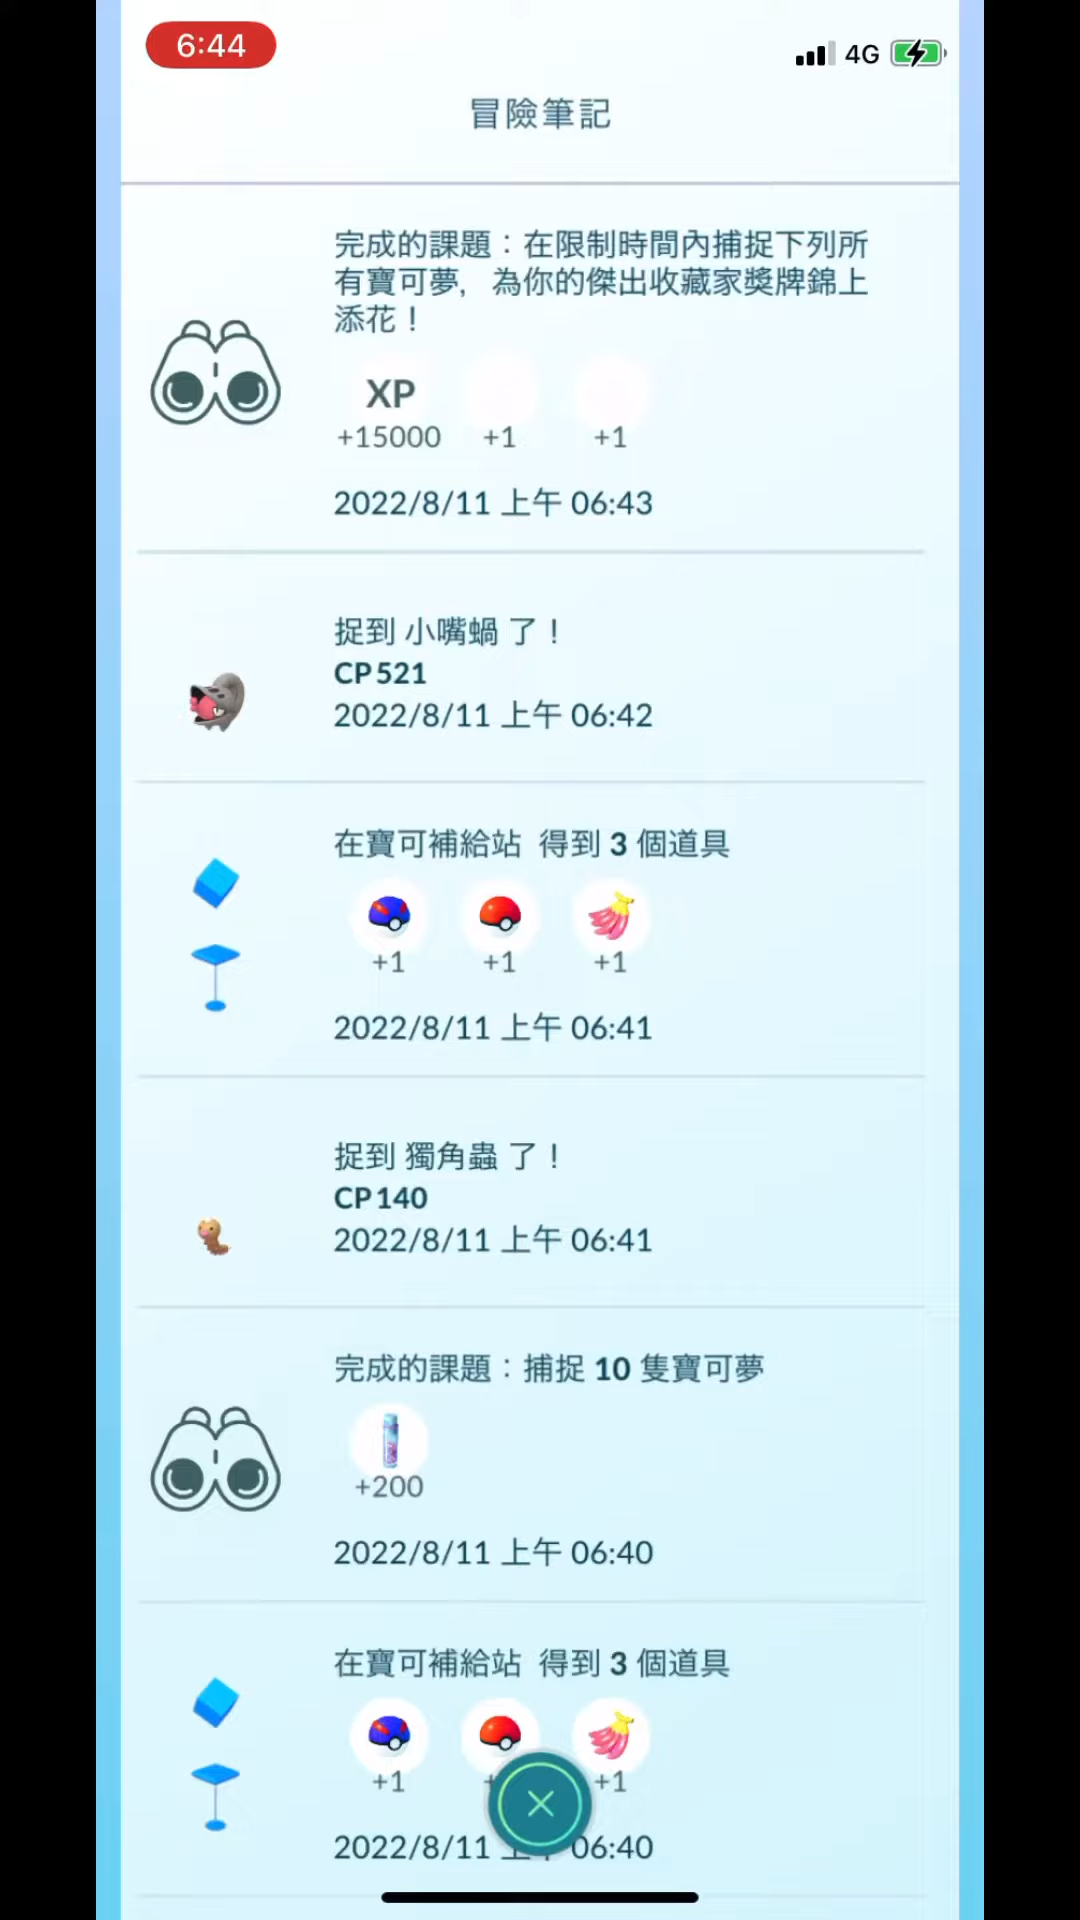 6:44
4G
冒險筆記
完成的課題：在限制時間內捕捉下列所
有寶可夢，為你的傑出收藏家獎牌錦上
添花！
XP
+15000 +1 +1
2022/8/11 上午 06:43
捉到 小嘴蝸 了！
CP521
2022/8/11 上午 06:42
在寶可補給站 得到 3 個道具
+1 +1 +1
2022/8/11 上午 06:41
捉到 獨角蟲 了！
CP140
2022/8/11 上午 06:41
完成的課題：捕捉 10 隻寶可夢
+200
2022/8/11 上午 06:40
在寶可補給站 得到 3 個道具
+1 +1
2022/8/11 06:40